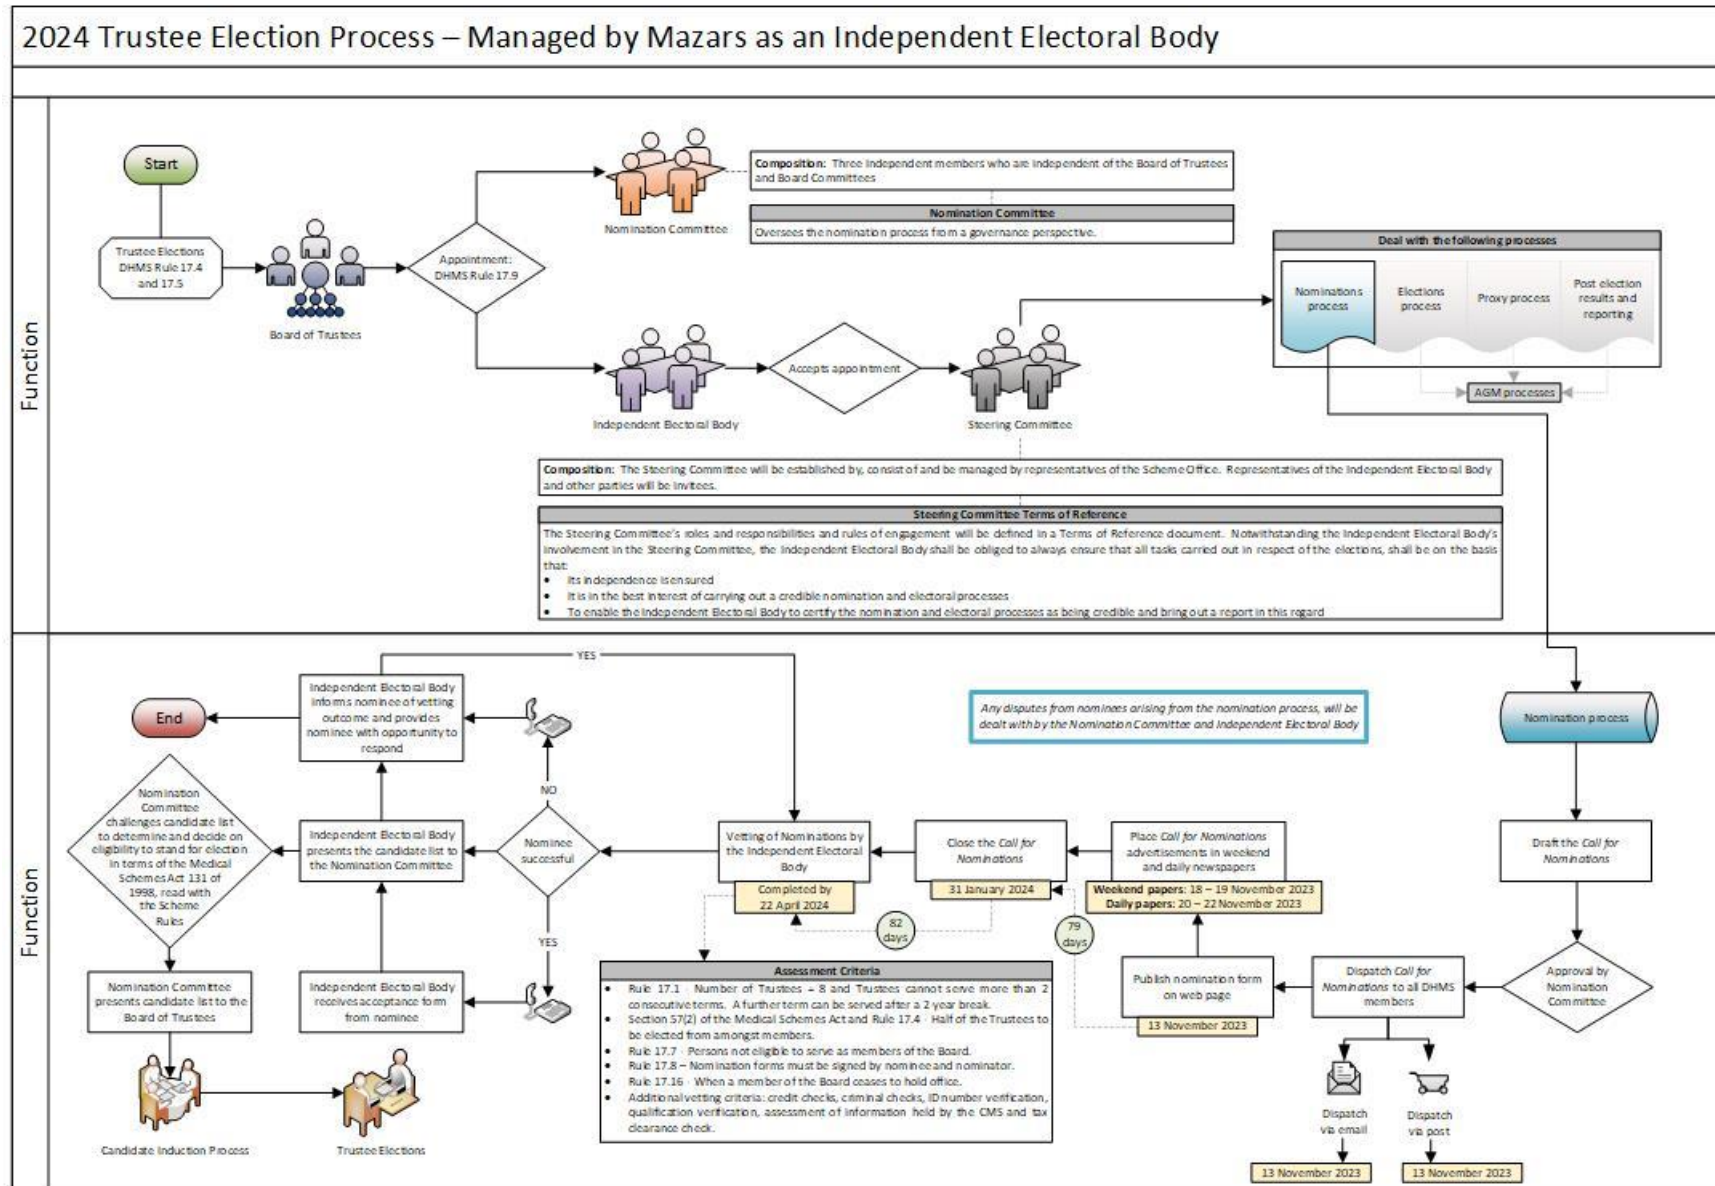 2024 Trustee Election Process – Managed by Mazars as an Independent Electoral Body
Function
Start
Trustee Elections
DHMS Rule 17.4
and 17.5
Board of Trustees
Appointment:
DHMS Rule 17.9
Nomination Committee
Composition: Three independent members who are independent of the Board of Trustees
and Board Committees
Nomination Committee
Oversees the nomination process from a governance perspective.
Independent Electoral Body
Accepts appointment
Steering Committee
Deal with the following processes
Nominations
process
Elections
process
Proxy process
Post election
results and
reporting
AGM processes
Composition: The Steering Committee will be established by, consist of and be managed by representatives of the Scheme Office. Representatives of the Independent Electoral Body
and other parties will be invitees.
Steering Committee Terms of Reference
The Steering Committee's roles and responsibilities and rules of engagement will be defined in a Terms of Reference document. Notwithstanding the Independent Electoral Body's
involvement in the Steering Committee, the Independent Electoral Body shall be obliged to always ensure that all tasks carried out in respect of the elections, shall be on the basis
that:
• Its independence is ensured
• It is in the best interest of carrying out a credible nomination and electoral processes
• To enable the Independent Electoral Body to certify the nomination and electoral processes as being credible and bring out a report in this regard
Function
Nomination process
Draft the Call for
Nominations
Approval by
Nomination
Committee
Dispatch Call for
Nominations to all DHMS
members
Dispatch
via email
13 November 2023
Dispatch
via post
13 November 2023
Publish nomination form
on web page
13 November 2023
Place Call for Nominations
advertisements in weekend
and daily newspapers
Weekend papers: 18 – 19 November 2023
Daily papers: 20 – 22 November 2023
79
days
Close the Call for
Nominations
31 January 2024
82
days
Any disputes from nominees arising from the nomination process, will be
dealt with by the Nomination Committee and Independent Electoral Body
Vetting of Nominations by
the Independent Electoral
Body
Completed by
22 April 2024
Assessment Criteria
• Rule 17.1 - Number of Trustees – 8 and Trustees cannot serve more than 2
consecutive terms. A further term can be served after a 2 year break.
• Section 57(2) of the Medical Schemes Act and Rule 17.4 - Half of the Trustees to
be elected from amongst members.
• Rule 17.7 - Persons not eligible to serve as members of the Board.
• Rule 17.8 – Nomination forms must be signed by nominee and nominator.
• Rule 17.16 - When a member of the Board ceases to hold office.
• Additional vetting criteria: credit checks, criminal checks, ID number verification,
qualification verification, assessment of information held by the CMS and tax
clearance check.
Nominee
successful
NO
YES
YES
Independent Electoral Body
informs nominee of vetting
outcome and provides
nominee with opportunity to
respond
End
Independent Electoral Body
presents the candidate list to
the Nomination Committee
Independent Electoral Body
receives acceptance form
from nominee
Nomination
Committee
challenges candidate list
to determine and decide on
eligibility to stand for election
in terms of the Medical
Schemes Act 131 of
1998, read with
the Scheme
Rules
Nomination Committee
presents candidate list to the
Board of Trustees
Candidate Induction Process
Trustee Elections